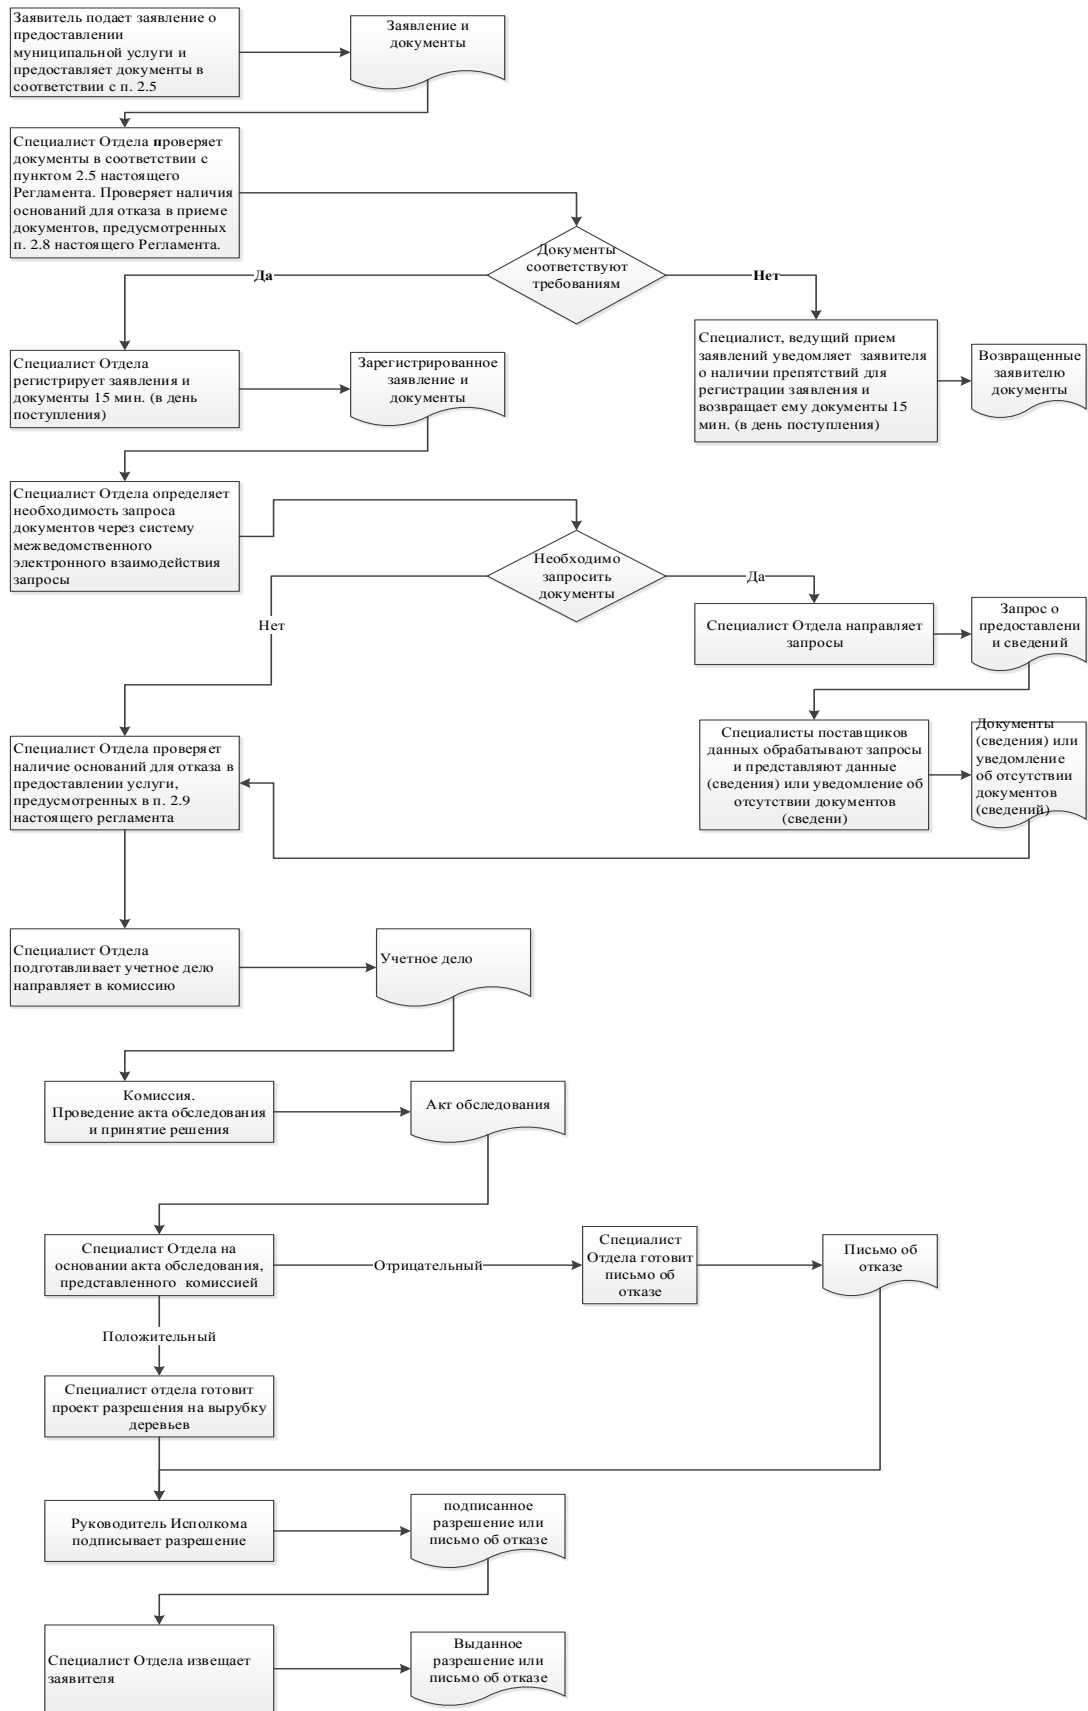 Заявитель подает заявление о
предоставлении
муниципальной услуги и
предоставляет документы в
соответствии с п. 2.5
Заявление и
документы
Специалист Отдела проверяет
документы в соответствии с
пунктом 2.5 настоящего
Регламента. Проверяет наличия
оснований для отказа в приеме
документов, предусмотренных
п. 2.8 настоящего Регламента.
Документы
соответствуют
требованиям
Да
Нет
Специалист Отдела
регистрирует заявления и
документы 15 мин. (в день
поступления)
Зарегистрированное
заявление и
документы
Специалист, ведущий прием
заявлений уведомляет заявителя
о наличии препятствий для
регистрации заявления и
возвращает ему документы 15
мин. (в день поступления)
Возвращенные
заявителю
документы
Специалист Отдела определяет
необходимость запроса
документов через систему
межведомственного
электронного взаимодействия
запросы
Необходимо
запросить
документы
Да
Нет
Специалист Отдела направляет
запросы
Запрос о
предоставлени
и сведений
Специалист Отдела проверяет
наличие оснований для отказа в
предоставлении услуги,
предусмотренных в п. 2.9
настоящего регламента
Специалисты поставщиков
данных обрабатывают запросы
и представляют данные
(сведения) или уведомление об
отсутствии документов
(сведени)
Документы
(сведения) или
уведомление
об отсутствии
документов
(сведений)
Специалист Отдела
подготавливает учетное дело
направляет в комиссию
Учетное дело
Комиссия.
Проведение акта обследования
и принятие решения
Акт обследования
Специалист Отдела на
основании акта обследования,
представленного комиссией
Отрицательный
Специалист
Отдела готовит
письмо об
отказе
Письмо об
отказе
Положительный
Специалист отдела готовит
проект разрешения на вырубку
деревьев
Руководитель Исполкома
подписывает разрешение
подписанное
разрешение или
письмо об отказе
Специалист Отдела извещает
заявителя
Выданное
разрешение или
письмо об отказе